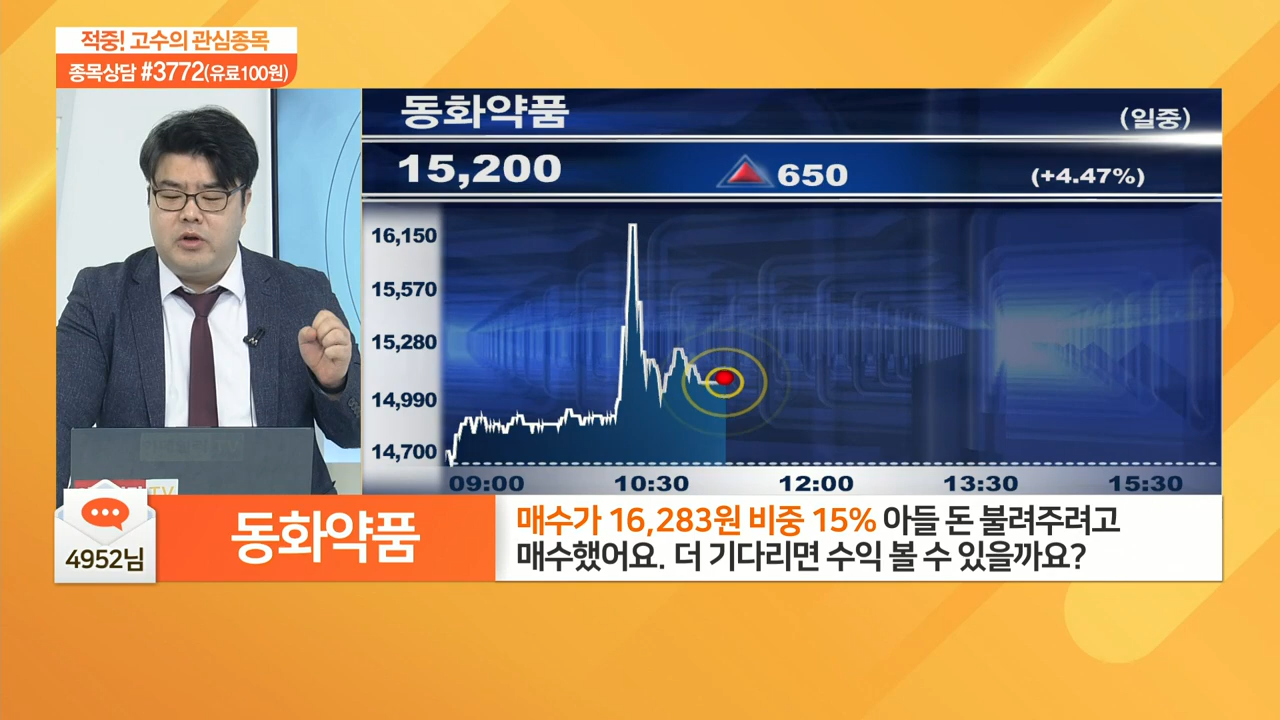 적중! 고수의 관심종목
종목상담 #3772(유료100원)
동화약품
(일중)
15,200
650
(+4.47%)
16,150
15,570
15,280
14,990
14,700
09:00
10:30
12:00
13:30
15:30
TV
4952님
동화약품
매수가 16,283원 비중 15% 아들 돈 불려주려고
매수했어요. 더 기다리면 수익 볼 수 있을까요?